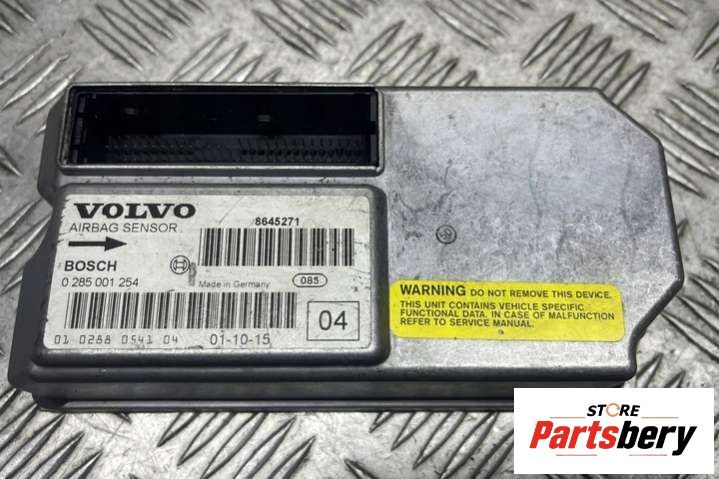 VOLVO
8645271
AIRBAG SENSOR
BOSCH
0 285 001 254
Made in Germany
085
04
01 0288 0541 04
01-10-15
WARNING DO NOT REMOVE THIS DEVICE.
THIS UNIT CONTAINS VEHICLE SPECIFIC
FUNCTIONAL DATA. IN CASE OF MALFUNCTION
REFER TO SERVICE MANUAL.
STORE
Partsbery